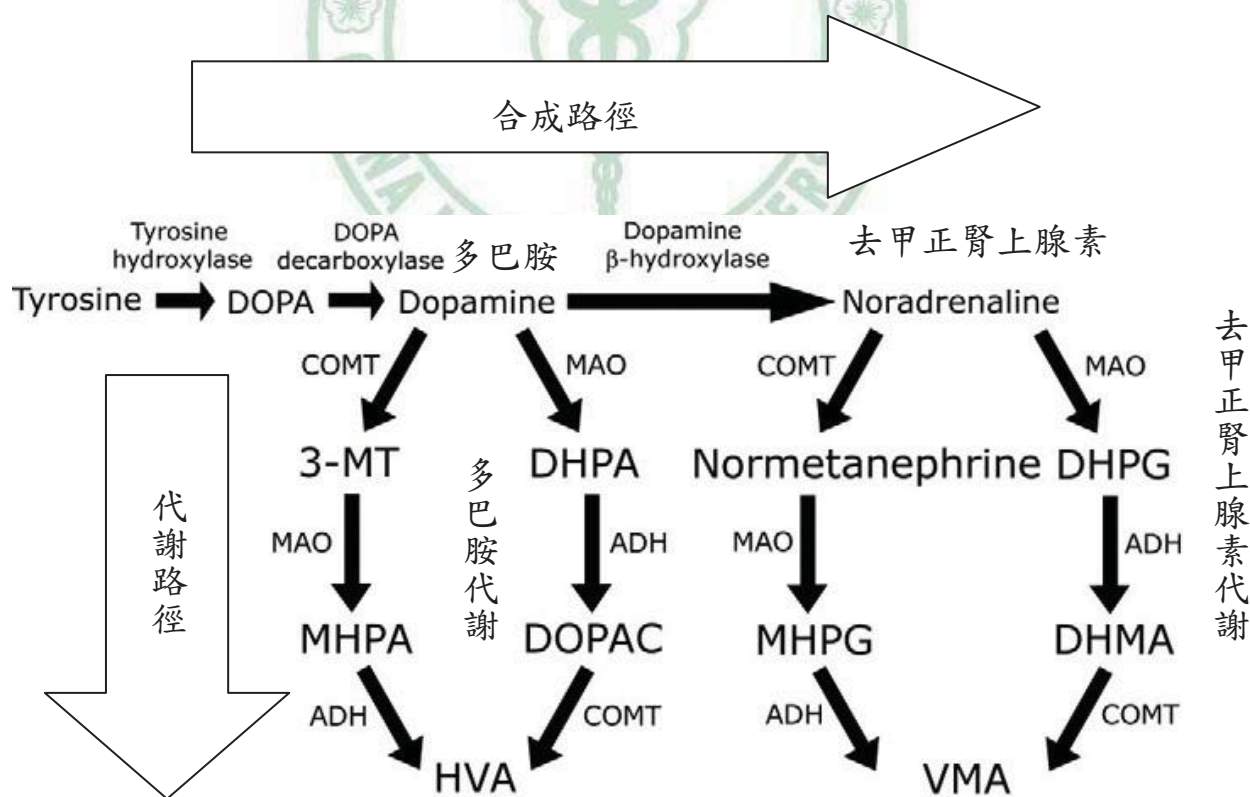 合成路徑
Tyrosine
hydroxylase
DOPA
decarboxylase
多巴胺
Dopamine
β-hydroxylase
去甲正腎上腺素
Tyrosine
DOPA
Dopamine
Noradrenaline
COMT
MAO
COMT
MAO
3-MT
DHPA
Normetanephrine
DHPG
代謝路徑
多巴胺代謝
去甲正腎上腺素代謝
MAO
ADH
MAO
ADH
MHPA
DOPAC
MHPG
DHMA
ADH
COMT
ADH
COMT
HVA
VMA